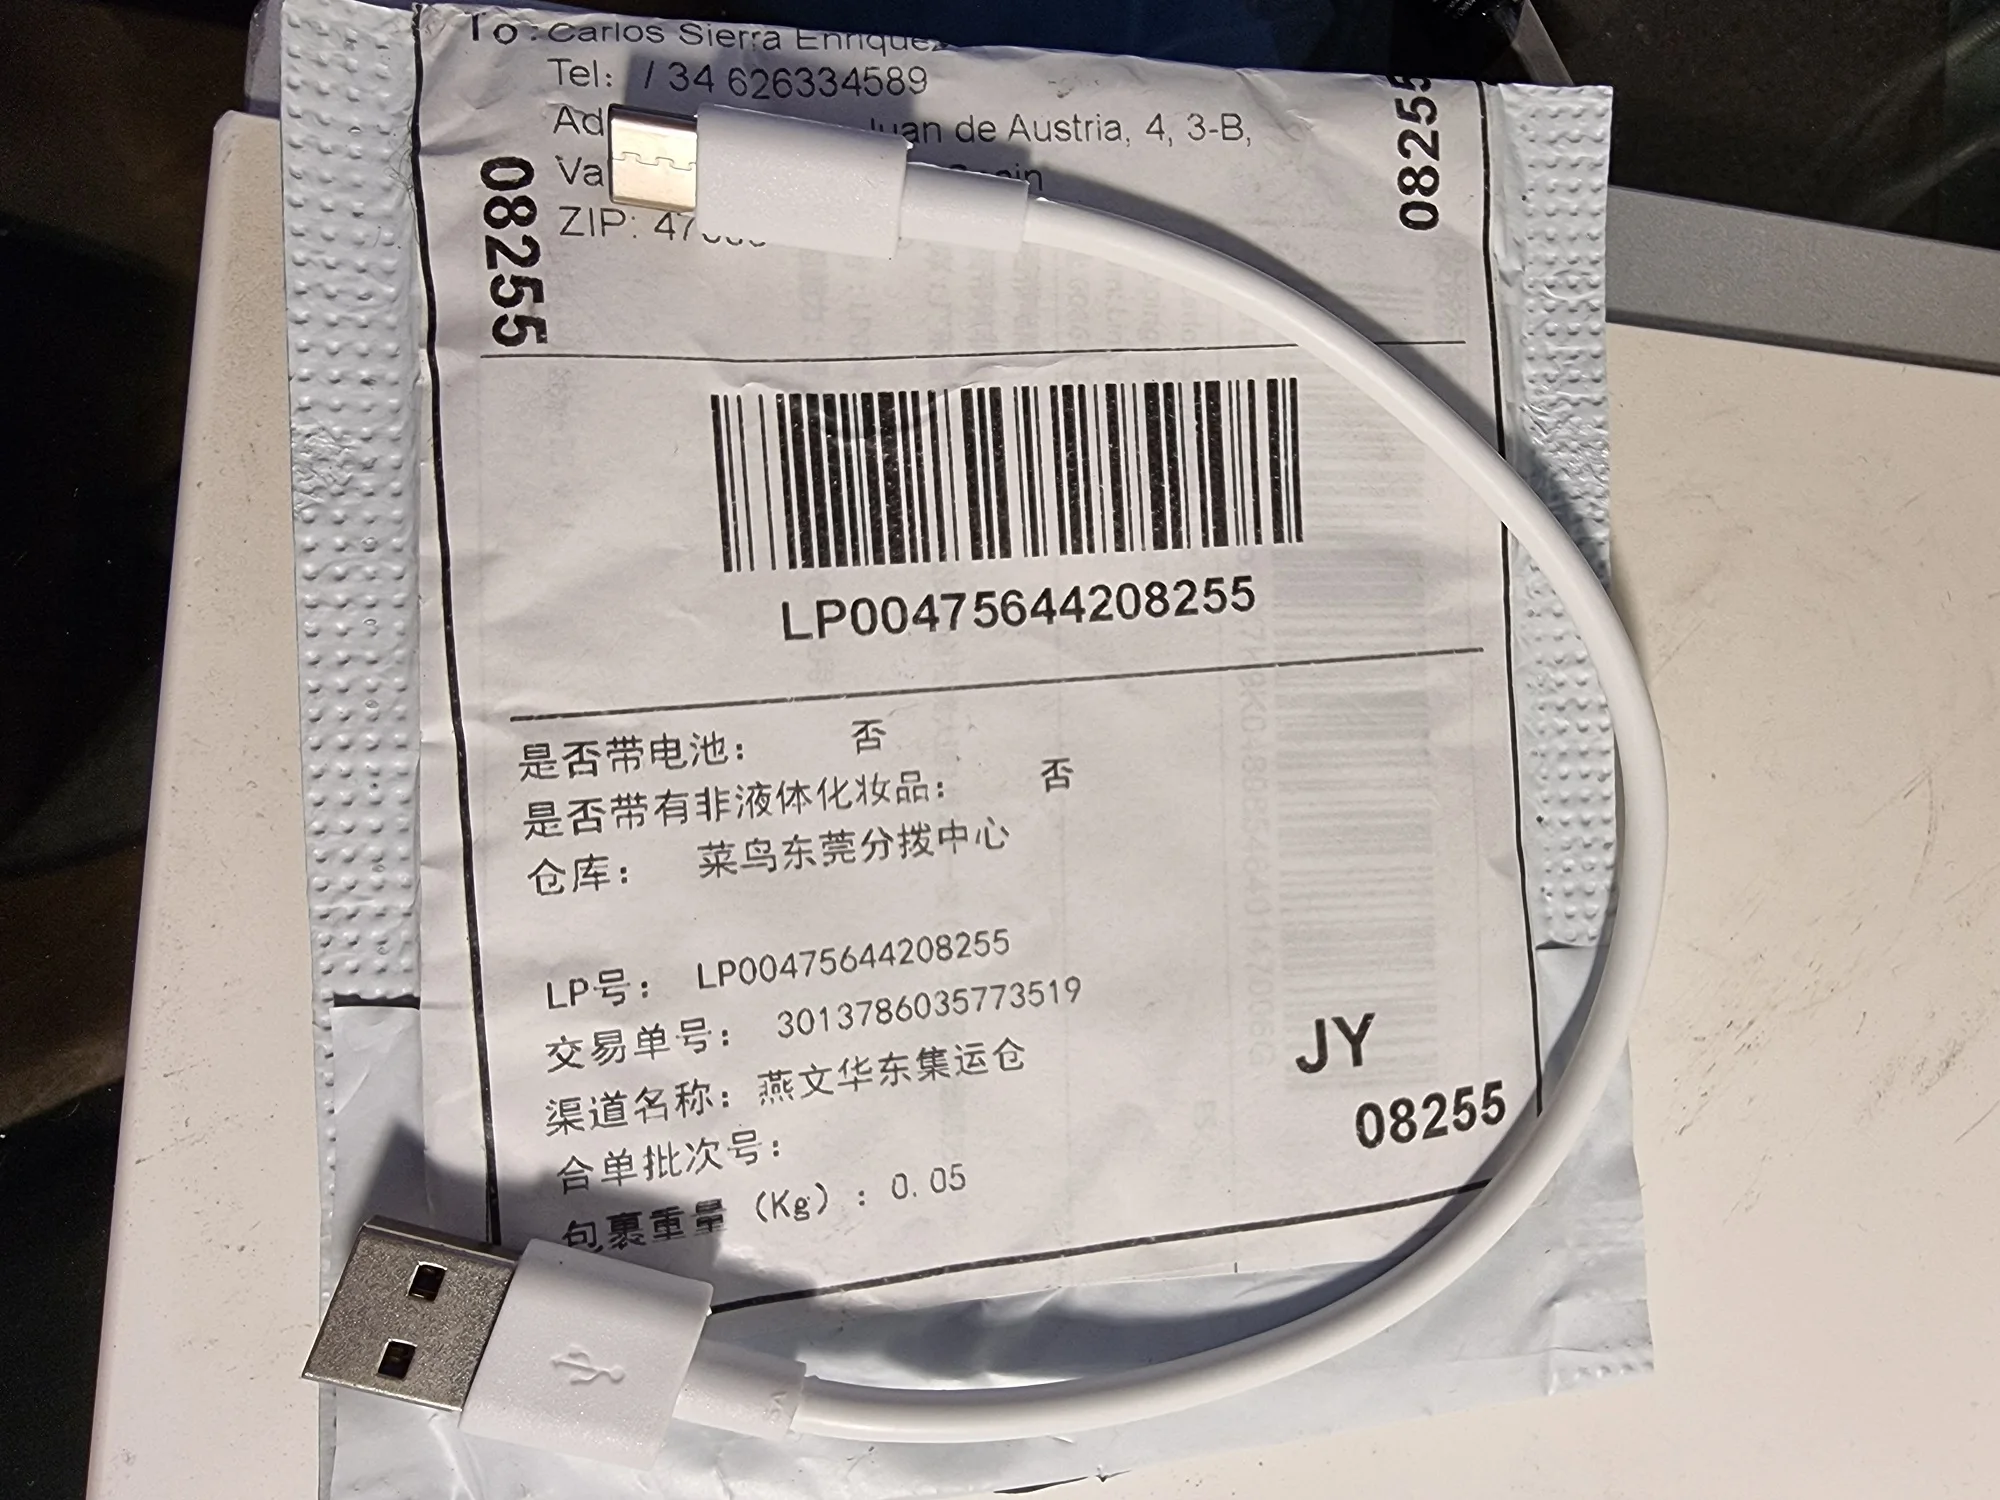 To: Carlos Sierra Enriquez
Tel: / 34 626334589
Juan de Austria, 4, 3-B,
Spain
ZIP:
08255
08255
LP00475644208255
是否带电池： 否
是否带有非液体化妆品： 否
仓库： 菜鸟东莞分拨中心
LP号： LP00475644208255
交易单号： 3013786035773519
渠道名称：燕文华东集运仓
合单批次号：
包裹重量（Kg）：0.05
JY
08255